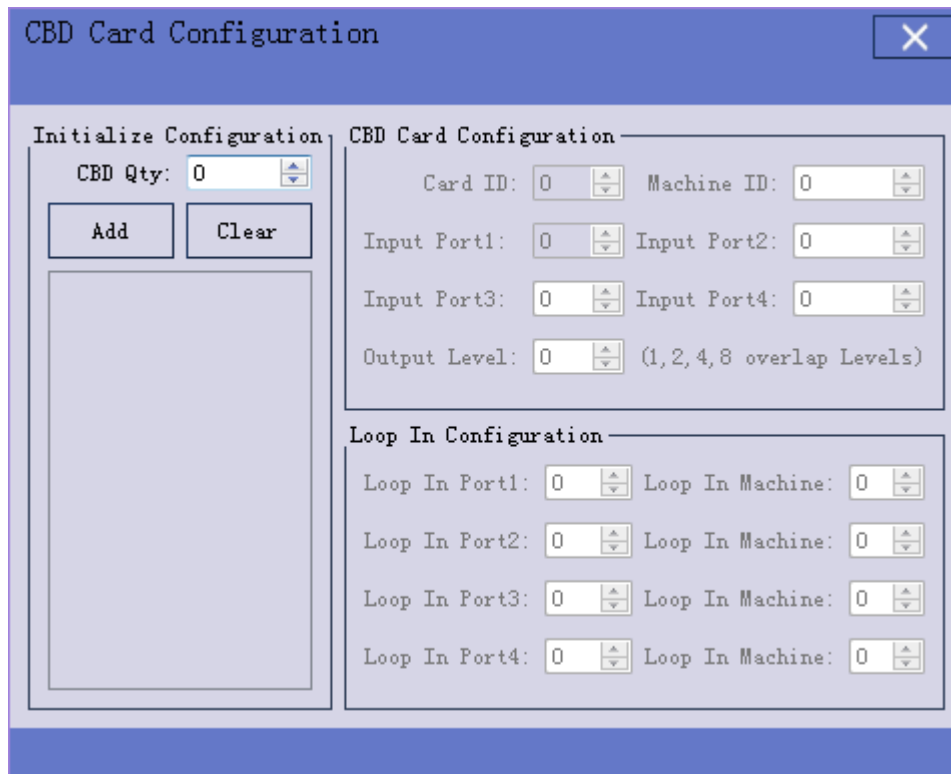 CBD Card Configuration
Initialize Configuration
CBD Qty: 0
Add Clear
CBD Card Configuration
Card ID: 0 Machine ID: 0
Input Port1: 0 Input Port2: 0
Input Port3: 0 Input Port4: 0
Output Level: 0 (1,2,4,8 overlap Levels)
Loop In Configuration
Loop In Port1: 0 Loop In Machine: 0
Loop In Port2: 0 Loop In Machine: 0
Loop In Port3: 0 Loop In Machine: 0
Loop In Port4: 0 Loop In Machine: 0